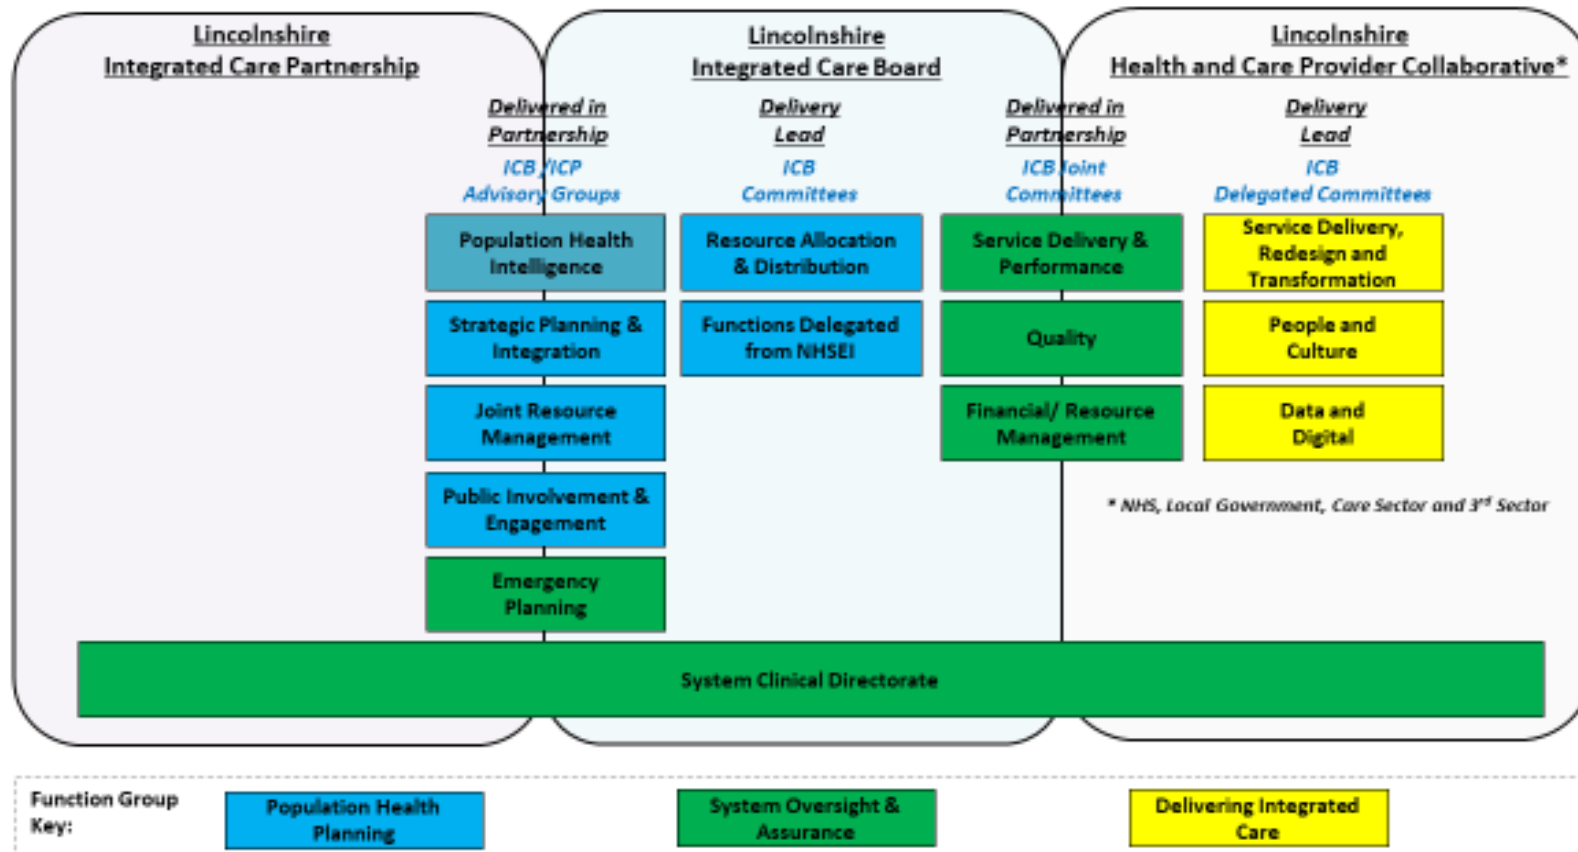 Lincolnshire
Integrated Care Partnership
Lincolnshire
Integrated Care Board
Lincolnshire
Health and Care Provider Collaborative*
Delivered in
Partnership
ICB /ICP
Advisory Groups
Population Health
Intelligence
Strategic Planning &
Integration
Joint Resource
Management
Public Involvement &
Engagement
Emergency
Planning
Delivery
Lead
ICB
Committees
Resource Allocation
& Distribution
Functions Delegated
from NHSEI
Delivered in
Partnership
ICB Joint
Committees
Service Delivery &
Performance
Quality
Financial/ Resource
Management
Delivery
Lead
ICB
Delegated Committees
Service Delivery,
Redesign and
Transformation
People and
Culture
Data and
Digital
* NHS, Local Government, Care Sector and 3rd Sector
System Clinical Directorate
Function Group
Key:
Population Health
Planning
System Oversight &
Assurance
Delivering Integrated
Care